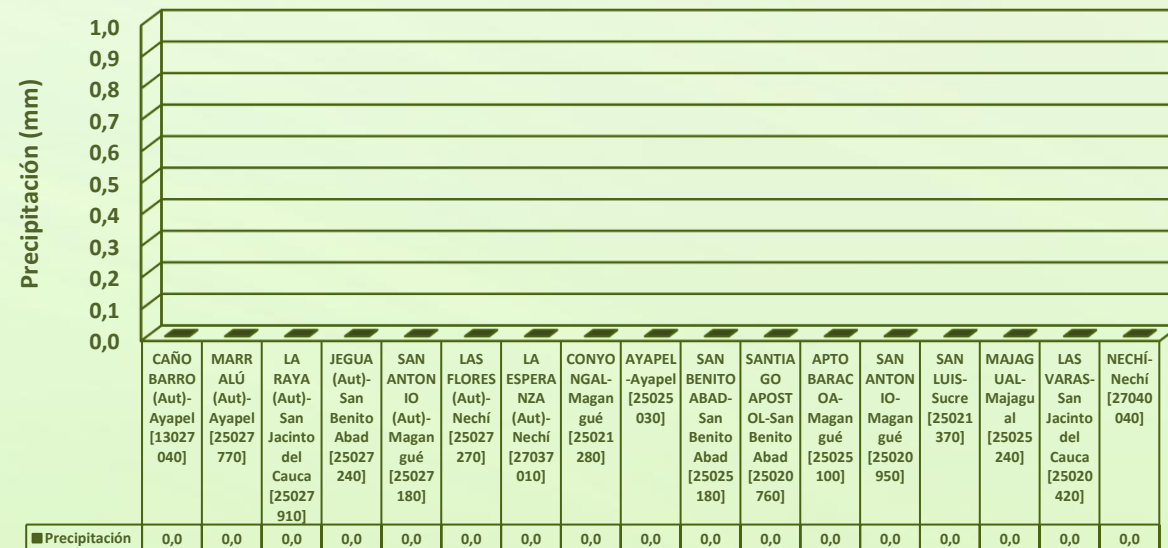 Precipitación (mm)
1,0
0,9
0,8
0,7
0,6
0,5
0,4
0,3
0,2
0,1
0,0
CAÑO
BARRO
(Aut)-
Ayapel
[13027
040]
MARR
ALÚ
(Aut)-
Ayapel
[25027
770]
LA
RAYA
(Aut)-
San
Jacinto
del
Cauca
[25027
910]
JEGUA
(Aut)-
San
Benito
Abad
[25027
240]
SAN
ANTON
IO
(Aut)-
Magan
gué
[25027
180]
LAS
FLORES
(Aut)-
Nechí
[25027
270]
LA
ESPERA
NZA
(Aut)-
Nechí
[27037
010]
CONYO
NGAL-
Magan
gué
[25021
280]
AYAPEL
-Ayapel
[25025
030]
SAN
BENITO
ABAD-
San
Benito
Abad
[25025
180]
SANTIA
GO
APOST
OL-San
Benito
Abad
[25020
760]
APTO
BARAC
OA-
Magan
gué
[25025
100]
SAN
ANTON
IO-
Magan
gué
[25020
950]
SAN
LUIS-
Sucre
[25021
370]
MAJAG
UAL-
Majagu
al
[25025
240]
LAS
VARAS-
San
Jacinto
del
Cauca
[25020
420]
NECHÍ-
Nechí
[27040
040]
Precipitación 0,0 0,0 0,0 0,0 0,0 0,0 0,0 0,0 0,0 0,0 0,0 0,0 0,0 0,0 0,0 0,0 0,0